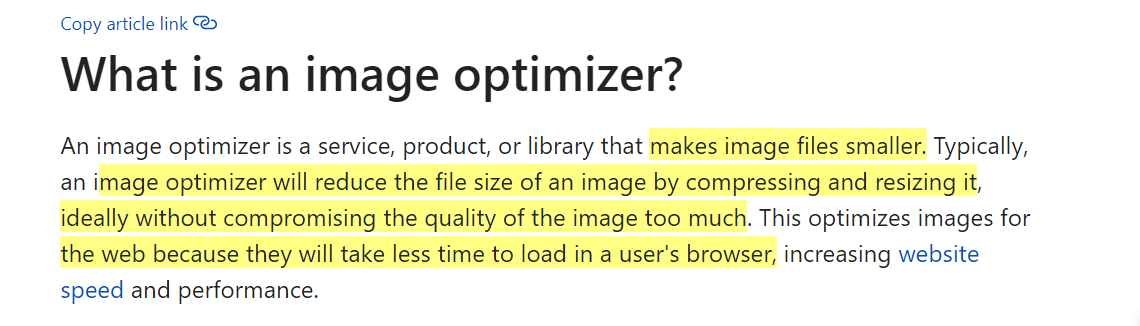 Copy article link
What is an image optimizer?
An image optimizer is a service, product, or library that makes image files smaller. Typically,
an image optimizer will reduce the file size of an image by compressing and resizing it,
ideally without compromising the quality of the image too much. This optimizes images for
the web because they will take less time to load in a user's browser, increasing website
speed and performance.